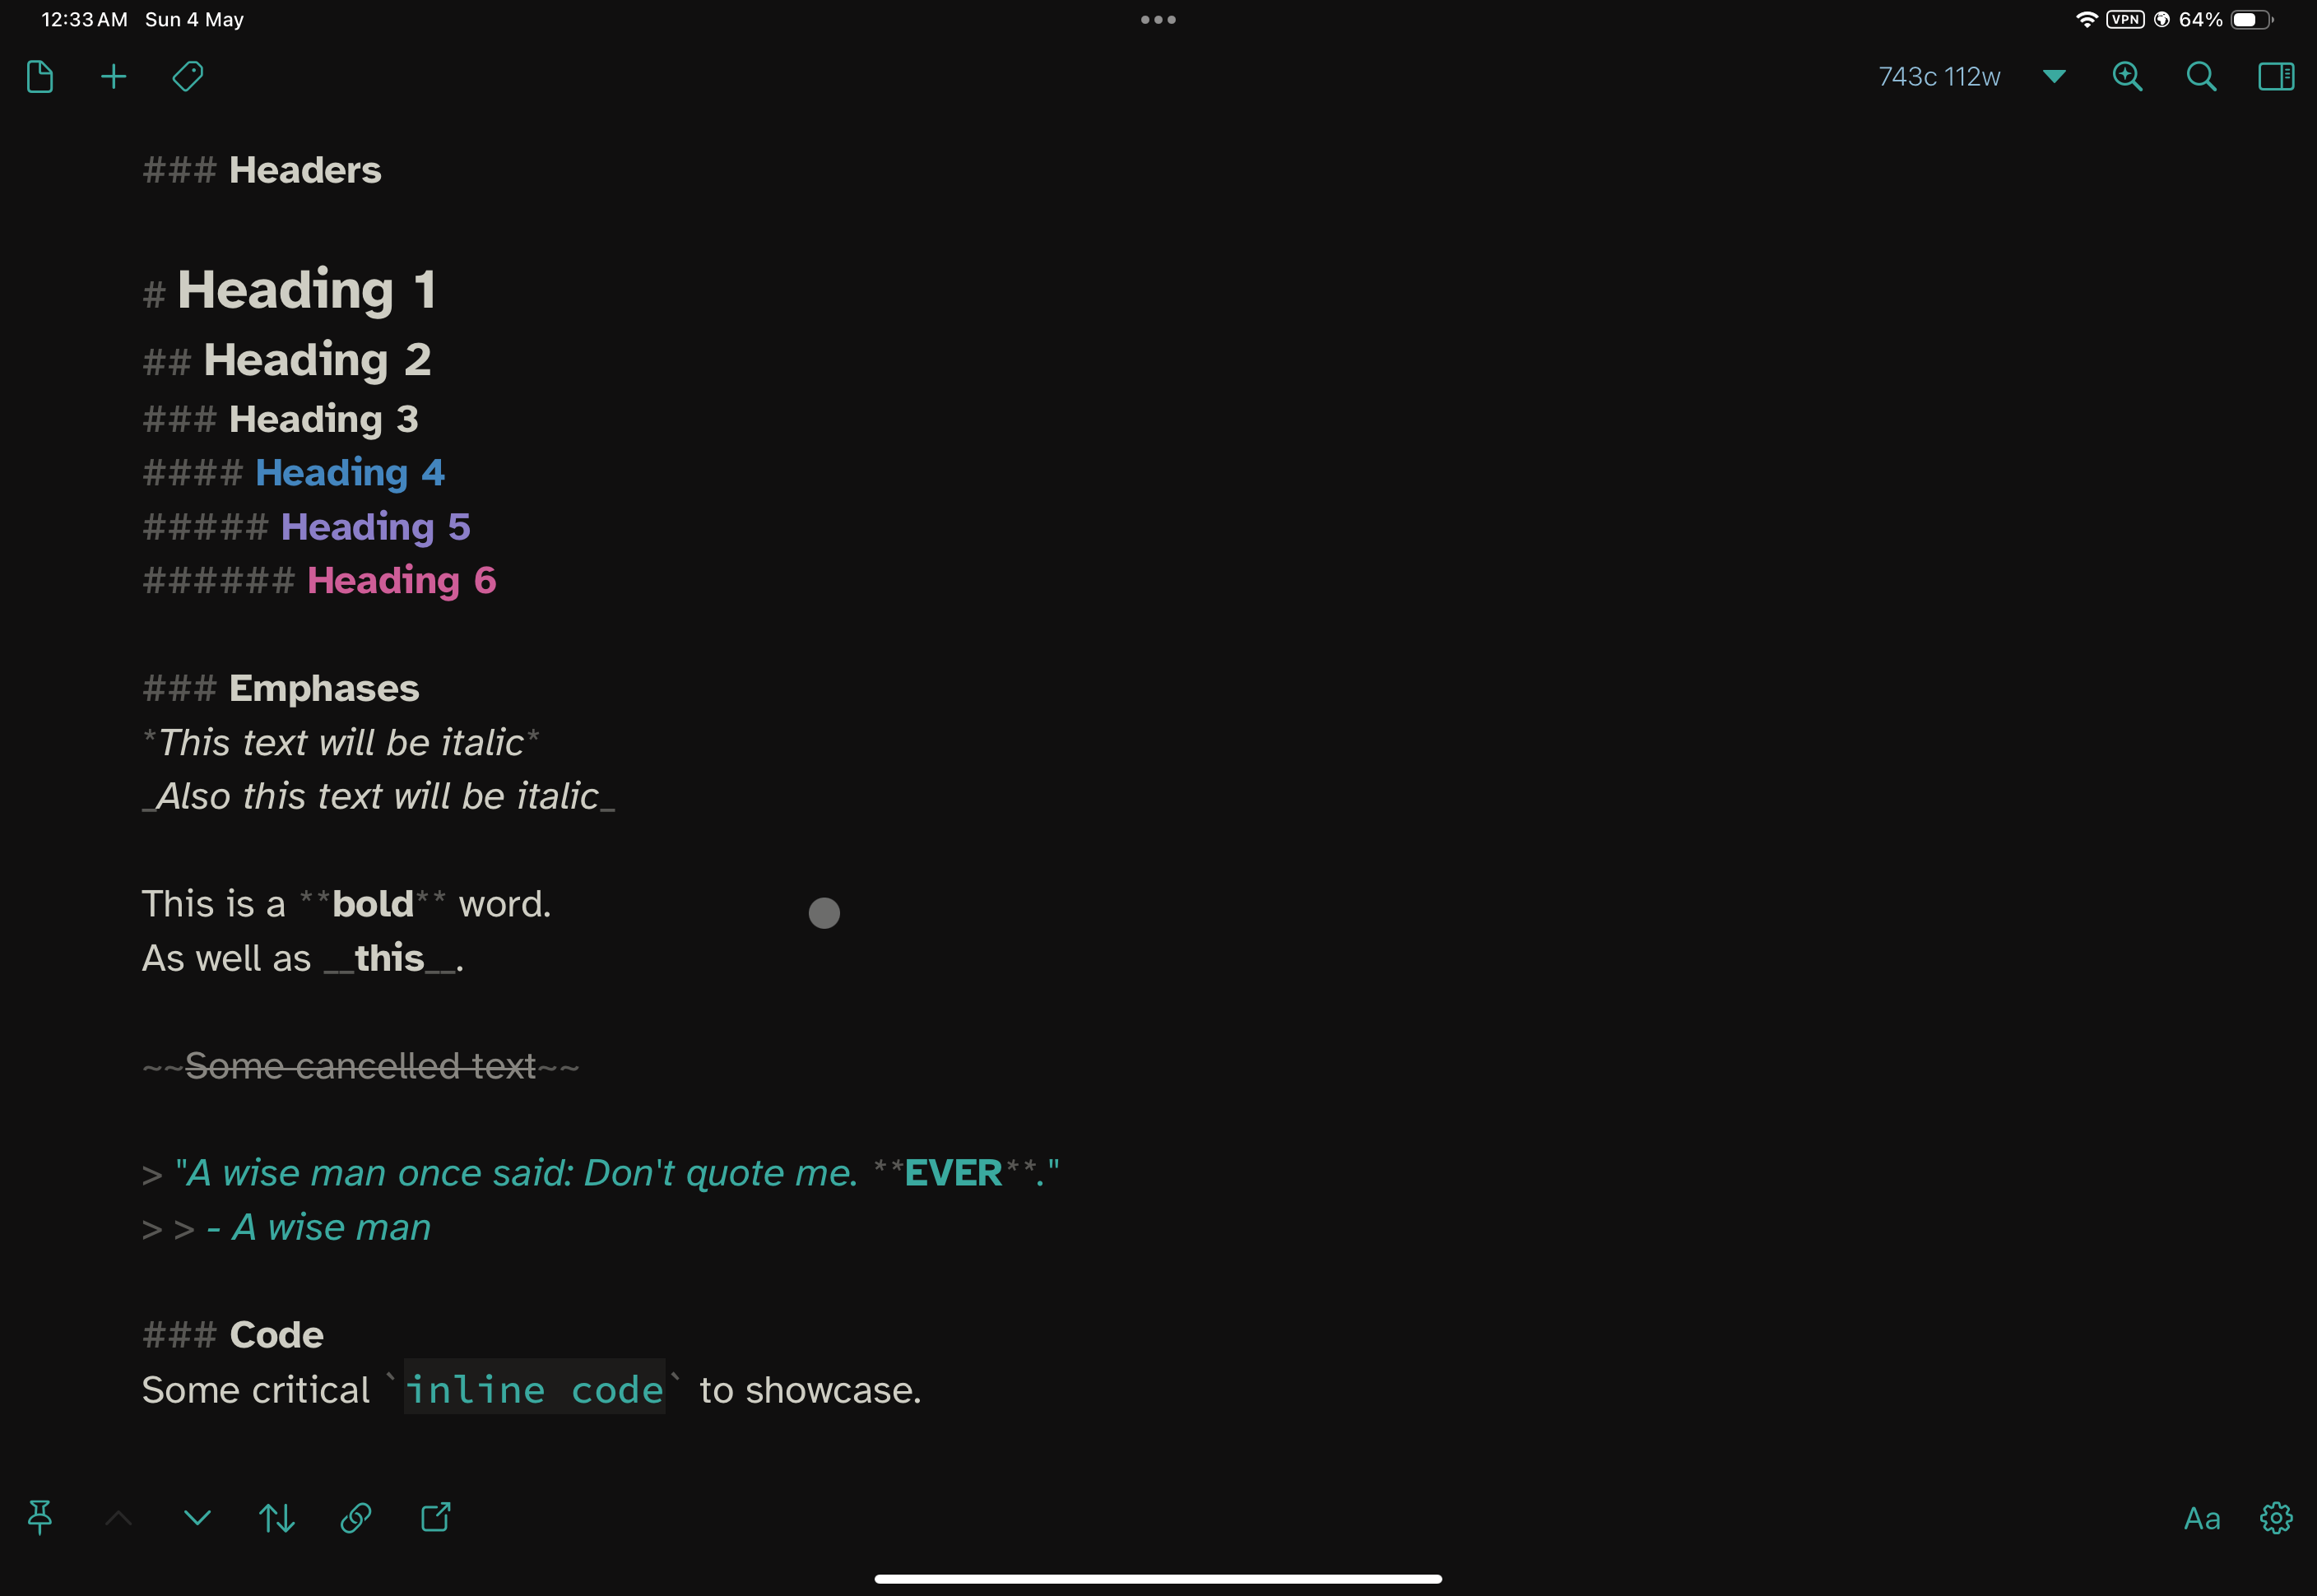 12:33 AM Sun 4 May
VPN 64%
743c 112w
### Headers
# Heading 1
## Heading 2
### Heading 3
#### Heading 4
##### Heading 5
###### Heading 6
### Emphases
*This text will be italic*
_Also this text will be italic_
This is a **bold** word.
As well as __this__.
~~Some cancelled text~~
> "A wise man once said: Don't quote me. **EVER**."
> > - A wise man
### Code
Some critical `inline code` to showcase.
Aa